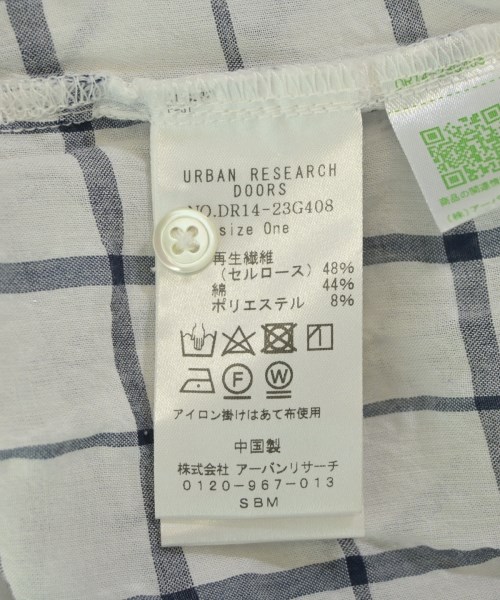 URBAN RESEARCH
DOORS
NO.DR14-23G408
size One
再生繊維
（セルロース） 48%
綿 44%
ポリエステル 8%
アイロン掛けはあて布使用
中国製
株式会社 アーバンリサーチ
0120-967-013
SBM
DR14-23G408